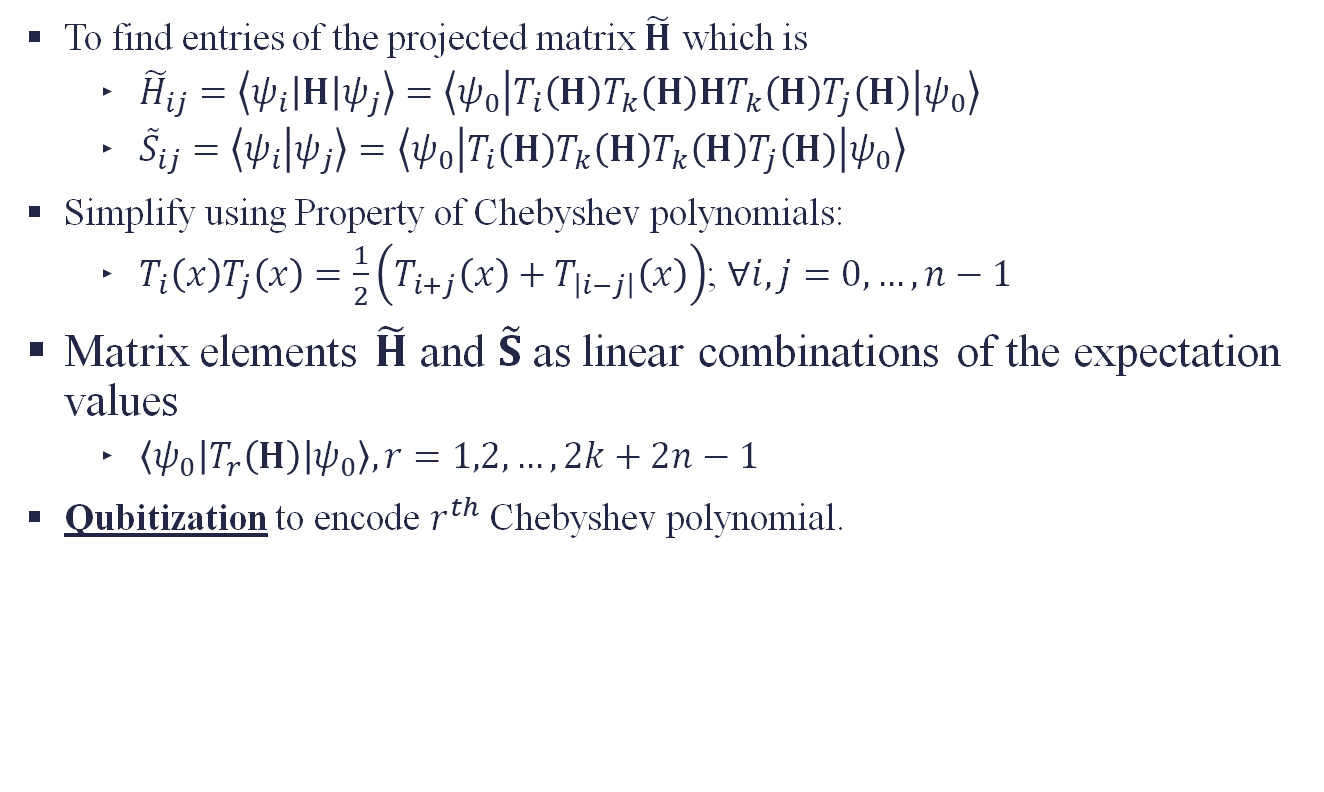 ▪ To find entries of the projected matrix H̃ which is
‣ H̃ᵢⱼ = ⟨ψᵢ|𝐇|ψⱼ⟩ = ⟨ψ₀|Tᵢ(𝐇)Tₖ(𝐇)𝐇Tₖ(𝐇)Tⱼ(𝐇)|ψ₀⟩
‣ S̃ᵢⱼ = ⟨ψᵢ|ψⱼ⟩ = ⟨ψ₀|Tᵢ(𝐇)Tₖ(𝐇)Tₖ(𝐇)Tⱼ(𝐇)|ψ₀⟩
▪ Simplify using Property of Chebyshev polynomials:
‣ Tᵢ(x)Tⱼ(x) = 1/2 (T_{i+j}(x) + T_{|i−j|}(x)); ∀i, j = 0, … , n − 1
▪ Matrix elements H̃ and S̃ as linear combinations of the expectation
values
‣ ⟨ψ₀|Tᵣ(𝐇)|ψ₀⟩, r = 1,2, … , 2k + 2n − 1
▪ Qubitization to encode r^{th} Chebyshev polynomial.